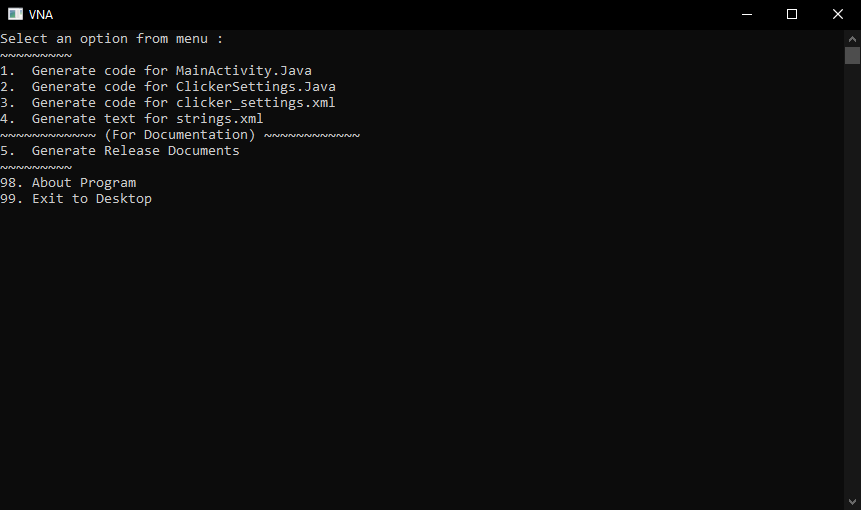 VNA
Select an option from menu :
~~~~~~~~~
1.  Generate code for MainActivity.Java
2.  Generate code for ClickerSettings.Java
3.  Generate code for clicker_settings.xml
4.  Generate text for strings.xml
~~~~~~~~~~~~ (For Documentation) ~~~~~~~~~~~~
5.  Generate Release Documents
~~~~~~~~~
98. About Program
99. Exit to Desktop